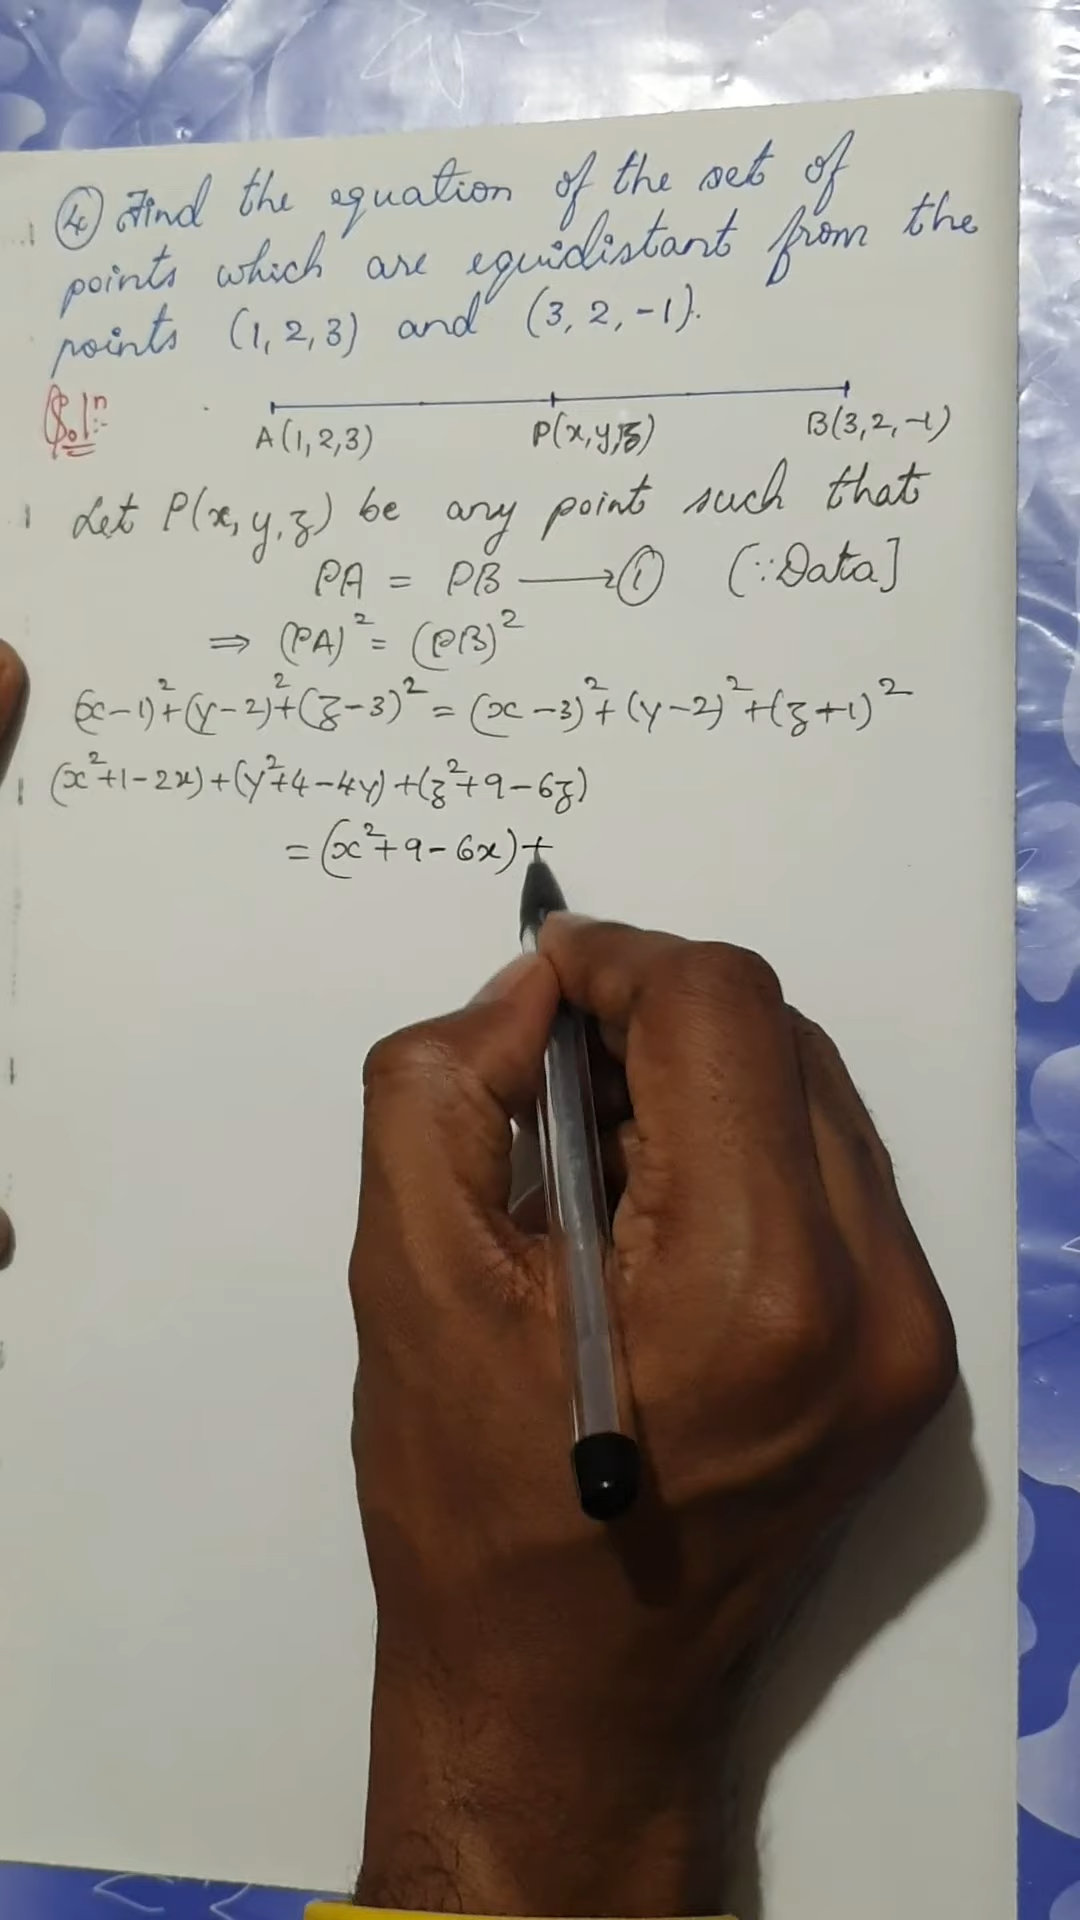 ④ Find the equation of the set of
points which are equidistant from the
points (1, 2, 3) and (3, 2, -1).
Solⁿ:-
A(1, 2, 3) P(x, y, z) B(3, 2, -1)
Let P(x, y, z) be any point such that
PA = PB → ① (∵ Data]
⇒ (PA)² = (PB)²
(x-1)²+(y-2)²+(z-3)² = (x-3)²+(y-2)²+(z+1)²
(x²+1-2x)+(y²+4-4y)+(z²+9-6z)
= (x²+9-6x)+